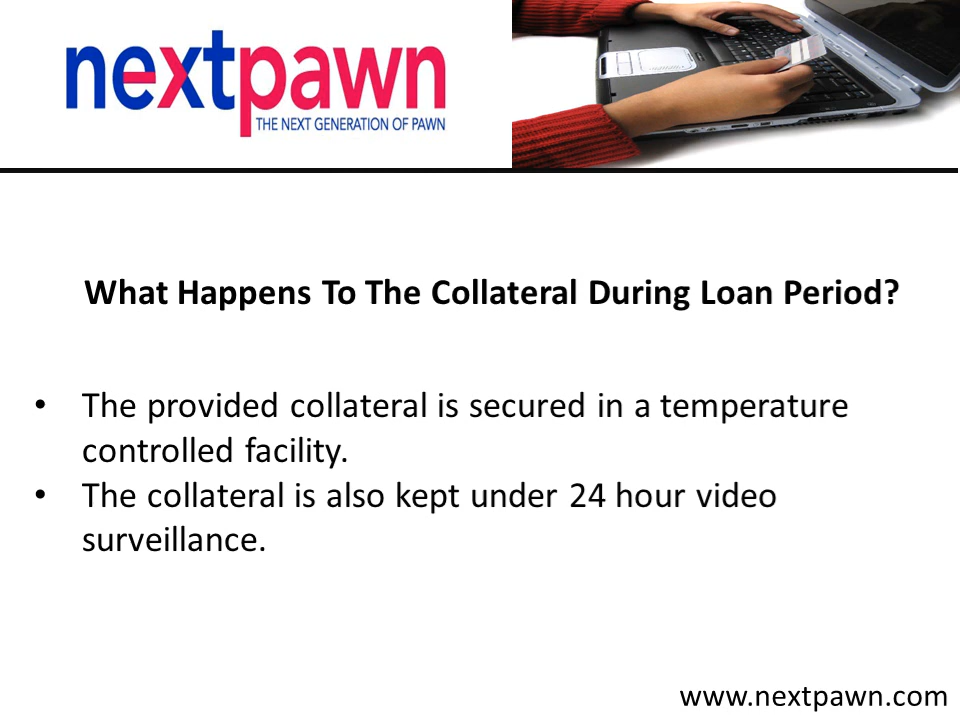 nextpawn
THE NEXT GENERATION OF PAWN
What Happens To The Collateral During Loan Period?
• The provided collateral is secured in a temperature
controlled facility.
• The collateral is also kept under 24 hour video
surveillance.
www.nextpawn.com